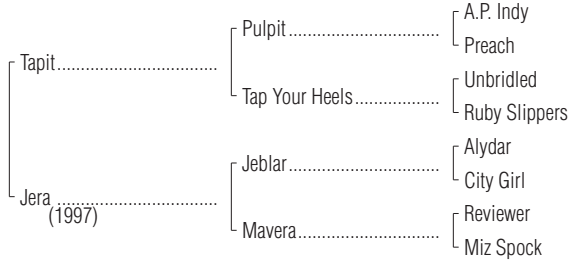 A.P. Indy
Pulpit
Preach
Tapit
Unbridled
Tap Your Heels
Ruby Slippers
Alydar
Jeblar
City Girl
Jera
(1997)
Reviewer
Mavera
Miz Spock